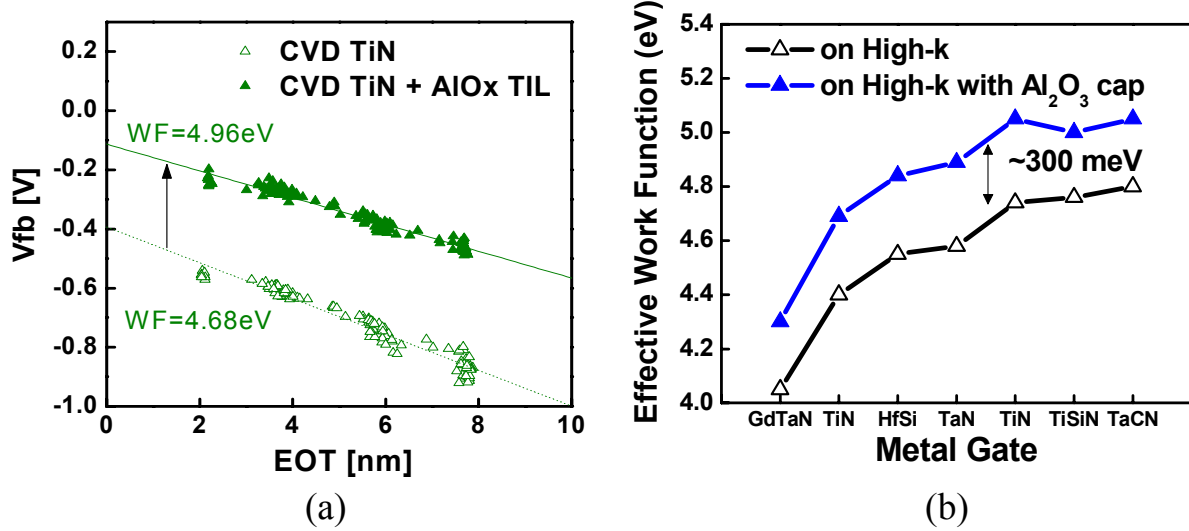 0.2
0.0
-0.2
-0.4
-0.6
-0.8
-1.0
Vfb [V]
CVD TiN
CVD TiN + AlOx TIL
WF=4.96eV
WF=4.68eV
0 2 4 6 8 10
EOT [nm]
(a)
5.4
5.2
5.0
4.8
4.6
4.4
4.2
4.0
Effective Work Function (eV)
on High-k
on High-k with Al₂O₃ cap
~300 meV
GdTaN TiN HfSi TaN TiN TiSiN TaCN
Metal Gate
(b)